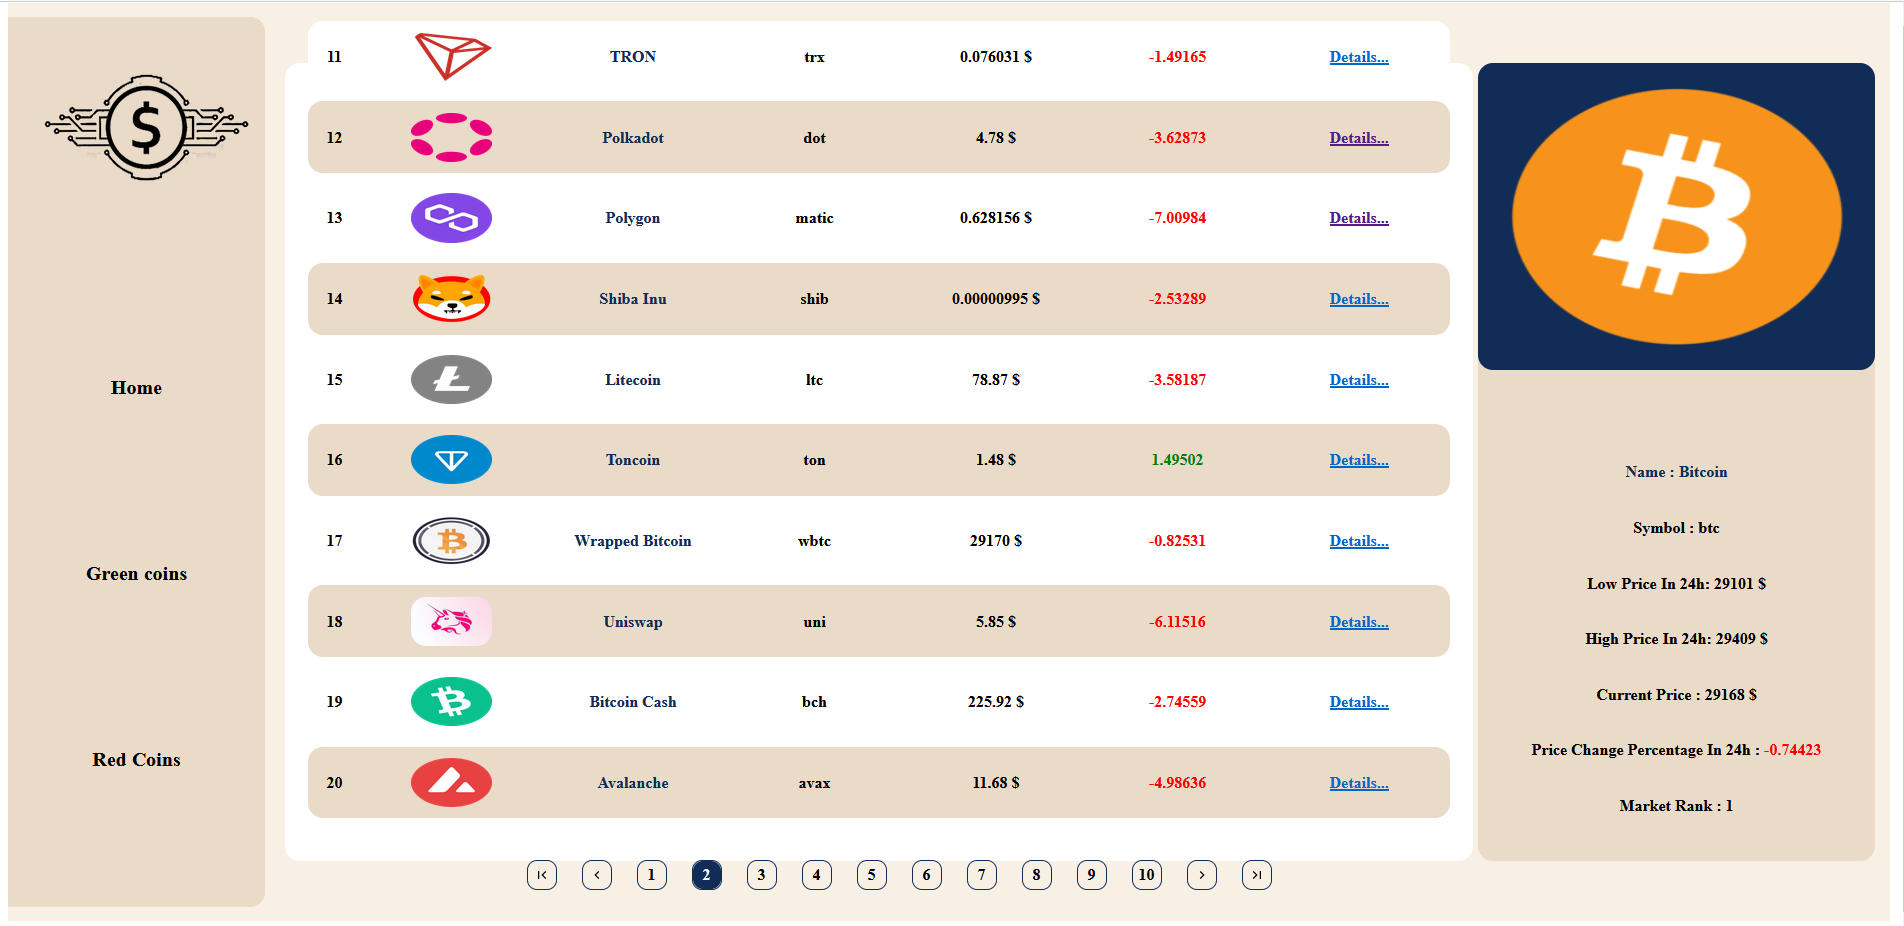 $
Home
Green coins
Red Coins
11 TRON trx 0.076031 $ -1.49165 Details...
12 Polkadot dot 4.78 $ -3.62873 Details...
13 Polygon matic 0.628156 $ -7.00984 Details...
14 Shiba Inu shib 0.00000995 $ -2.53289 Details...
15 Litecoin ltc 78.87 $ -3.58187 Details...
16 Toncoin ton 1.48 $ 1.49502 Details...
17 Wrapped Bitcoin wbtc 29170 $ -0.82531 Details...
18 Uniswap uni 5.85 $ -6.11516 Details...
19 Bitcoin Cash bch 225.92 $ -2.74559 Details...
20 Avalanche avax 11.68 $ -4.98636 Details...
1 2 3 4 5 6 7 8 9 10
Name : Bitcoin
Symbol : btc
Low Price In 24h: 29101 $
High Price In 24h: 29409 $
Current Price : 29168 $
Price Change Percentage In 24h : -0.74423
Market Rank : 1